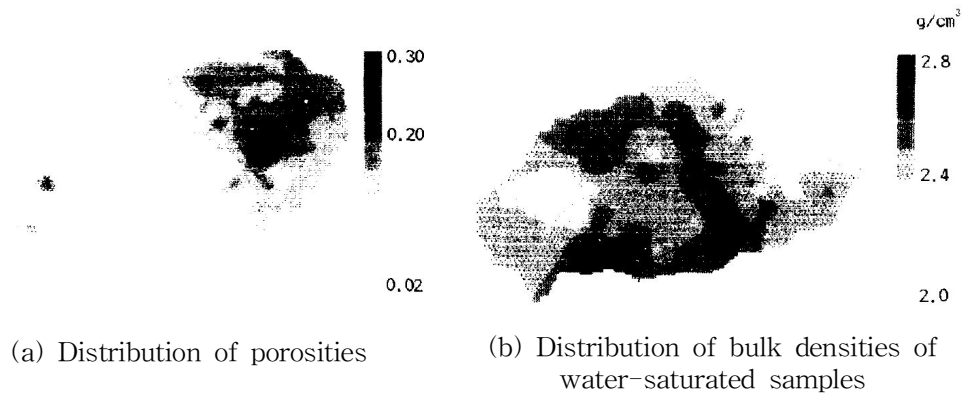 g/cm³
0.30
2.8
0.20
2.4
0.02
2.0
(a) Distribution of porosities
(b) Distribution of bulk densities of
water-saturated samples